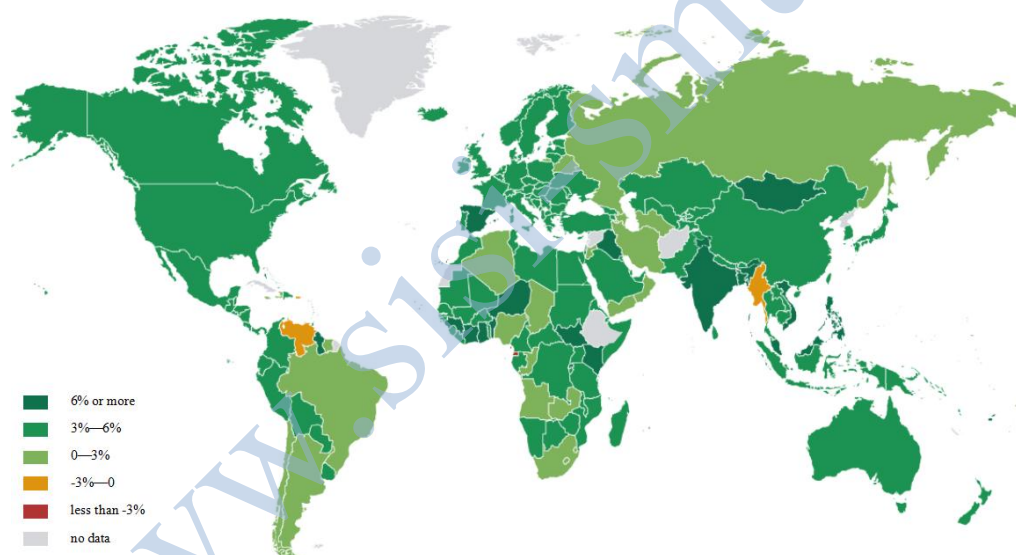 6% or more
3%—6%
0—3%
-3%—0
less than -3%
no data